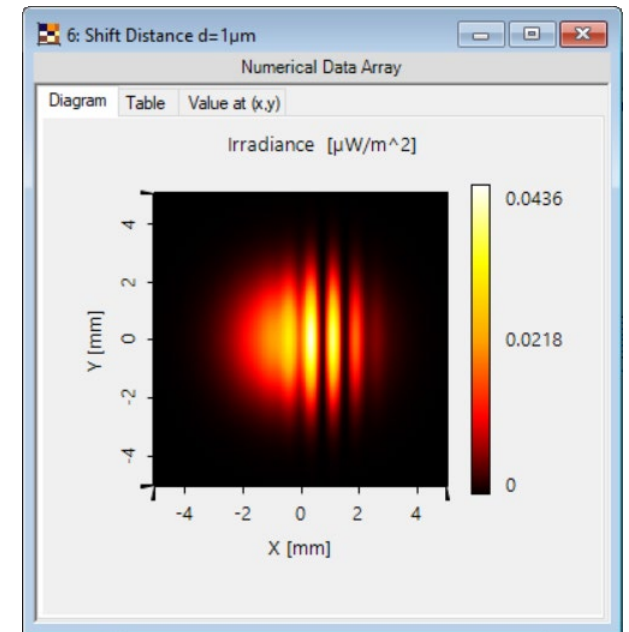 6: Shift Distance d=1µm
Numerical Data Array
Diagram Table Value at (x,y)
Irradiance [µW/m^2]
0.0436
0.0218
0
4
2
0
-2
-4
Y [mm]
-4 -2 0 2 4
X [mm]